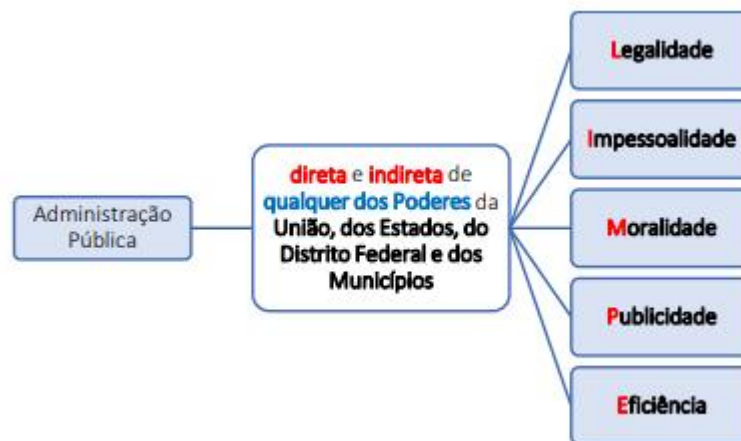 Administração
Pública
direta e indireta de
qualquer dos Poderes da
União, dos Estados, do
Distrito Federal e dos
Municípios
Legalidade
Impessoalidade
Moralidade
Publicidade
Eficiência